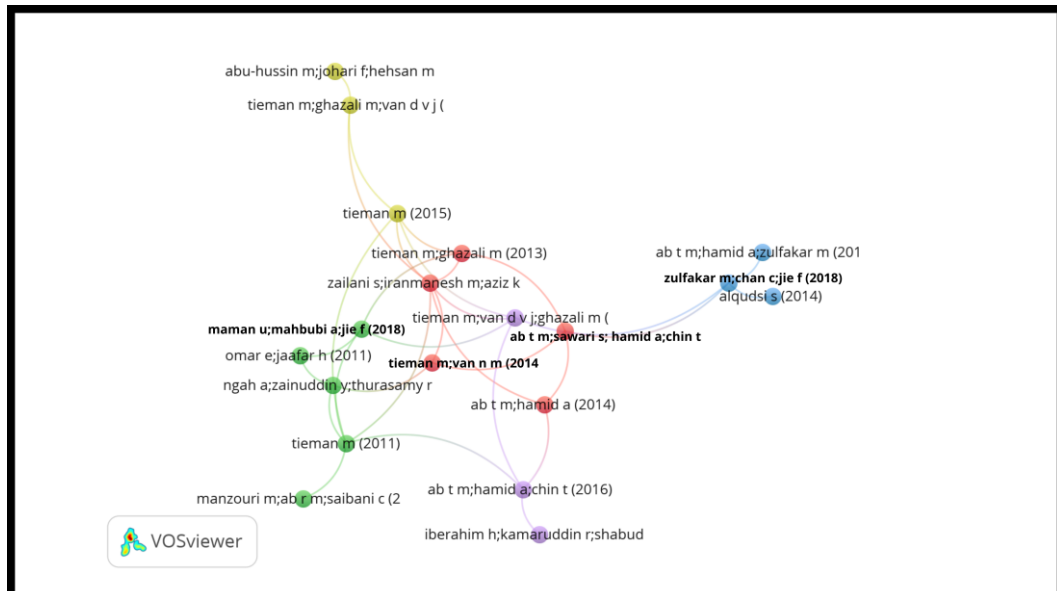 abu-hussin m;johari f;hehsan m
tieman m;ghazali m;van d v j (
tieman m (2015)
tieman m;ghazali m (2013)
ab t m;hamid a;zulfakar m (201
zailani s;iranmanesh m;aziz k
zulfakar m;chan c;jie f (2018)
alqudsi s (2014)
tieman m;van d v j;ghazali m (
maman u;mahbubi a;jie f (2018)
ab t m;sawari s; hamid a;chin t
omar e;jaafar h (2011)
tieman m;van n m (2014
ngah a;zainuddin y;thurasamy r
ab t m;hamid a (2014)
tieman m (2011)
ab t m;hamid a;chin t (2016)
manzouri m;ab r m;saibani c (2
iberahim h;kamaruddin r;shabud
VOSviewer